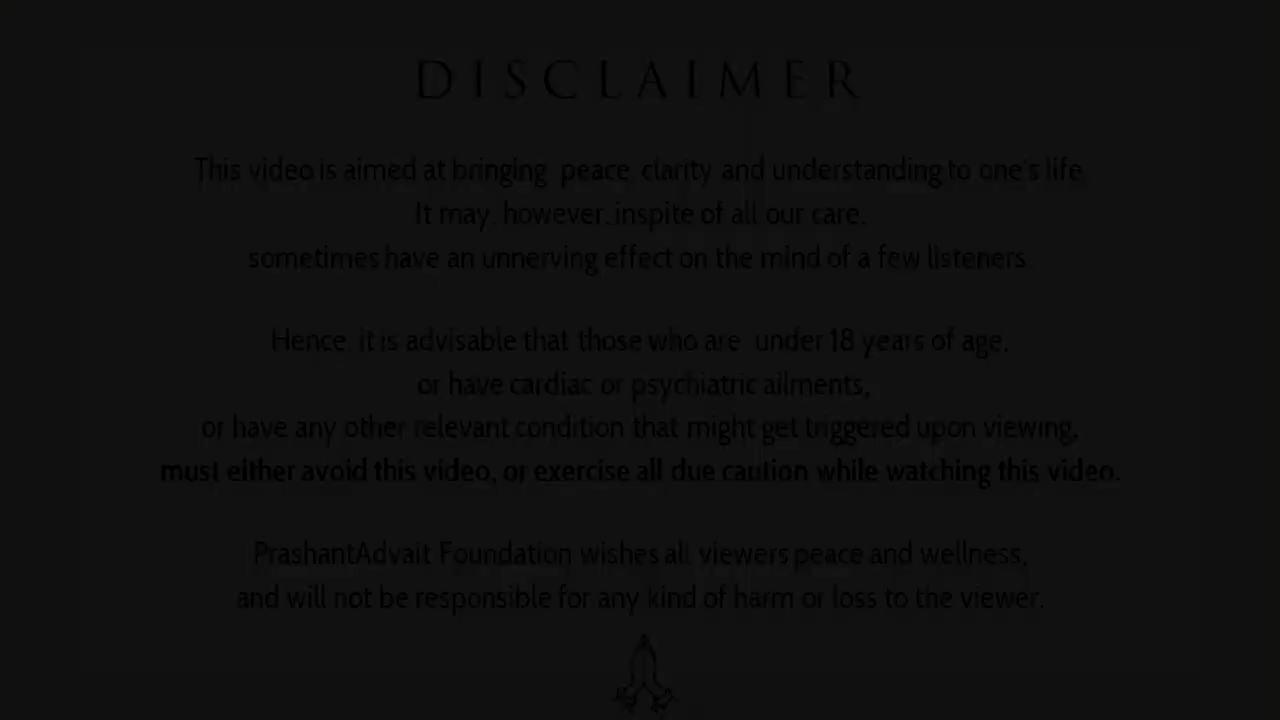 DISCLAIMER
This video is aimed at bringing peace clarity and understanding to one's life
It may, however, inspite of all our care,
sometimes have an unnerving effect on the mind of a few listeners
Hence, it is advisable that those who are under 18 years of age,
or have cardiac or psychiatric ailments,
or have any other relevant condition that might get triggered upon viewing,
must either avoid this video, or exercise all due caution while watching this video.
PrashantAdvait Foundation wishes all viewers peace and wellness,
and will not be responsible for any kind of harm or loss to the viewer.